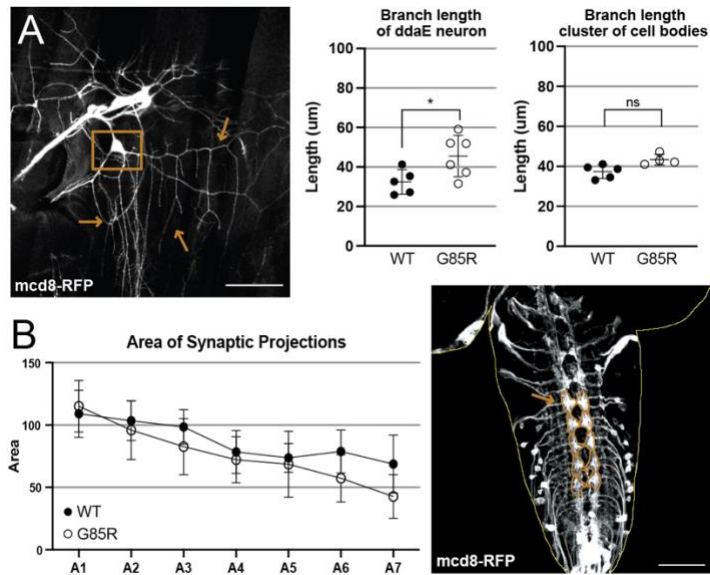 A
mcd8-RFP
Branch length
of ddaE neuron
Length (um)
100
80
60
40
20
0
*
WT
G85R
Branch length
cluster of cell bodies
Length (um)
100
80
60
40
20
0
ns
WT
G85R
B
Area of Synaptic Projections
Area
150
100
50
0
WT
G85R
A1
A2
A3
A4
A5
A6
A7
mcd8-RFP